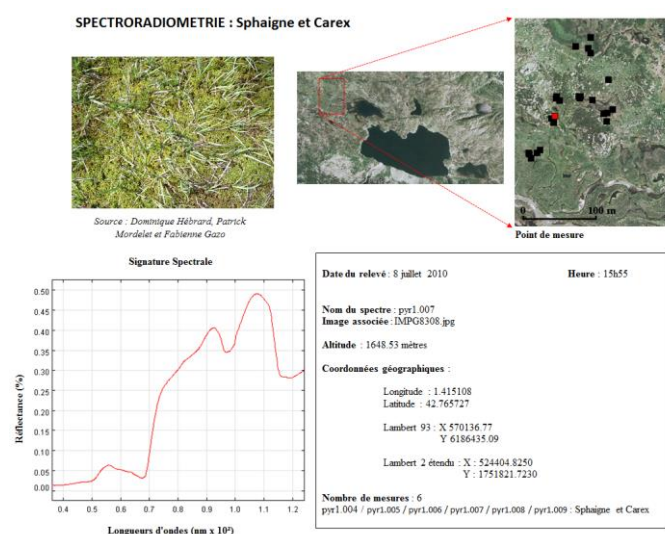 SPECTRORADIOMETRIE : Sphaigne et Carex
Source : Dominique Hébrard, Patrick
Mordelet et Fabienne Gazo
0 100 m
Point de mesure
Signature Spectrale
Réflectance (%)
0.50
0.45
0.40
0.35
0.30
0.25
0.20
0.15
0.10
0.05
0.00
0.4 0.5 0.6 0.7 0.8 0.9 1.0 1.1 1.2
Longueurs d'ondes (nm x 10³)
Date du relevé : 8 juillet 2010 Heure : 15h55
Nom du spectre : pyr1.007
Image associée : IMPG8308.jpg
Altitude : 1648.53 mètres
Coordonnées géographiques :
Longitude : 1.415108
Latitude : 42.765727
Lambert 93 : X 570136.77
Y 6186435.09
Lambert 2 étendu : X : 524404.8250
Y : 1751821.7230
Nombre de mesures : 6
pyr1.004 / pyr1.005 / pyr1.006 / pyr1.007 / pyr1.008 / pyr1.009 : Sphaigne et Carex